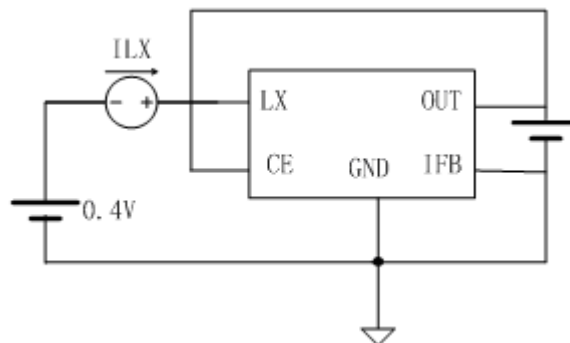 ILX
LX
OUT
CE
GND
IFB
0.4V
- +